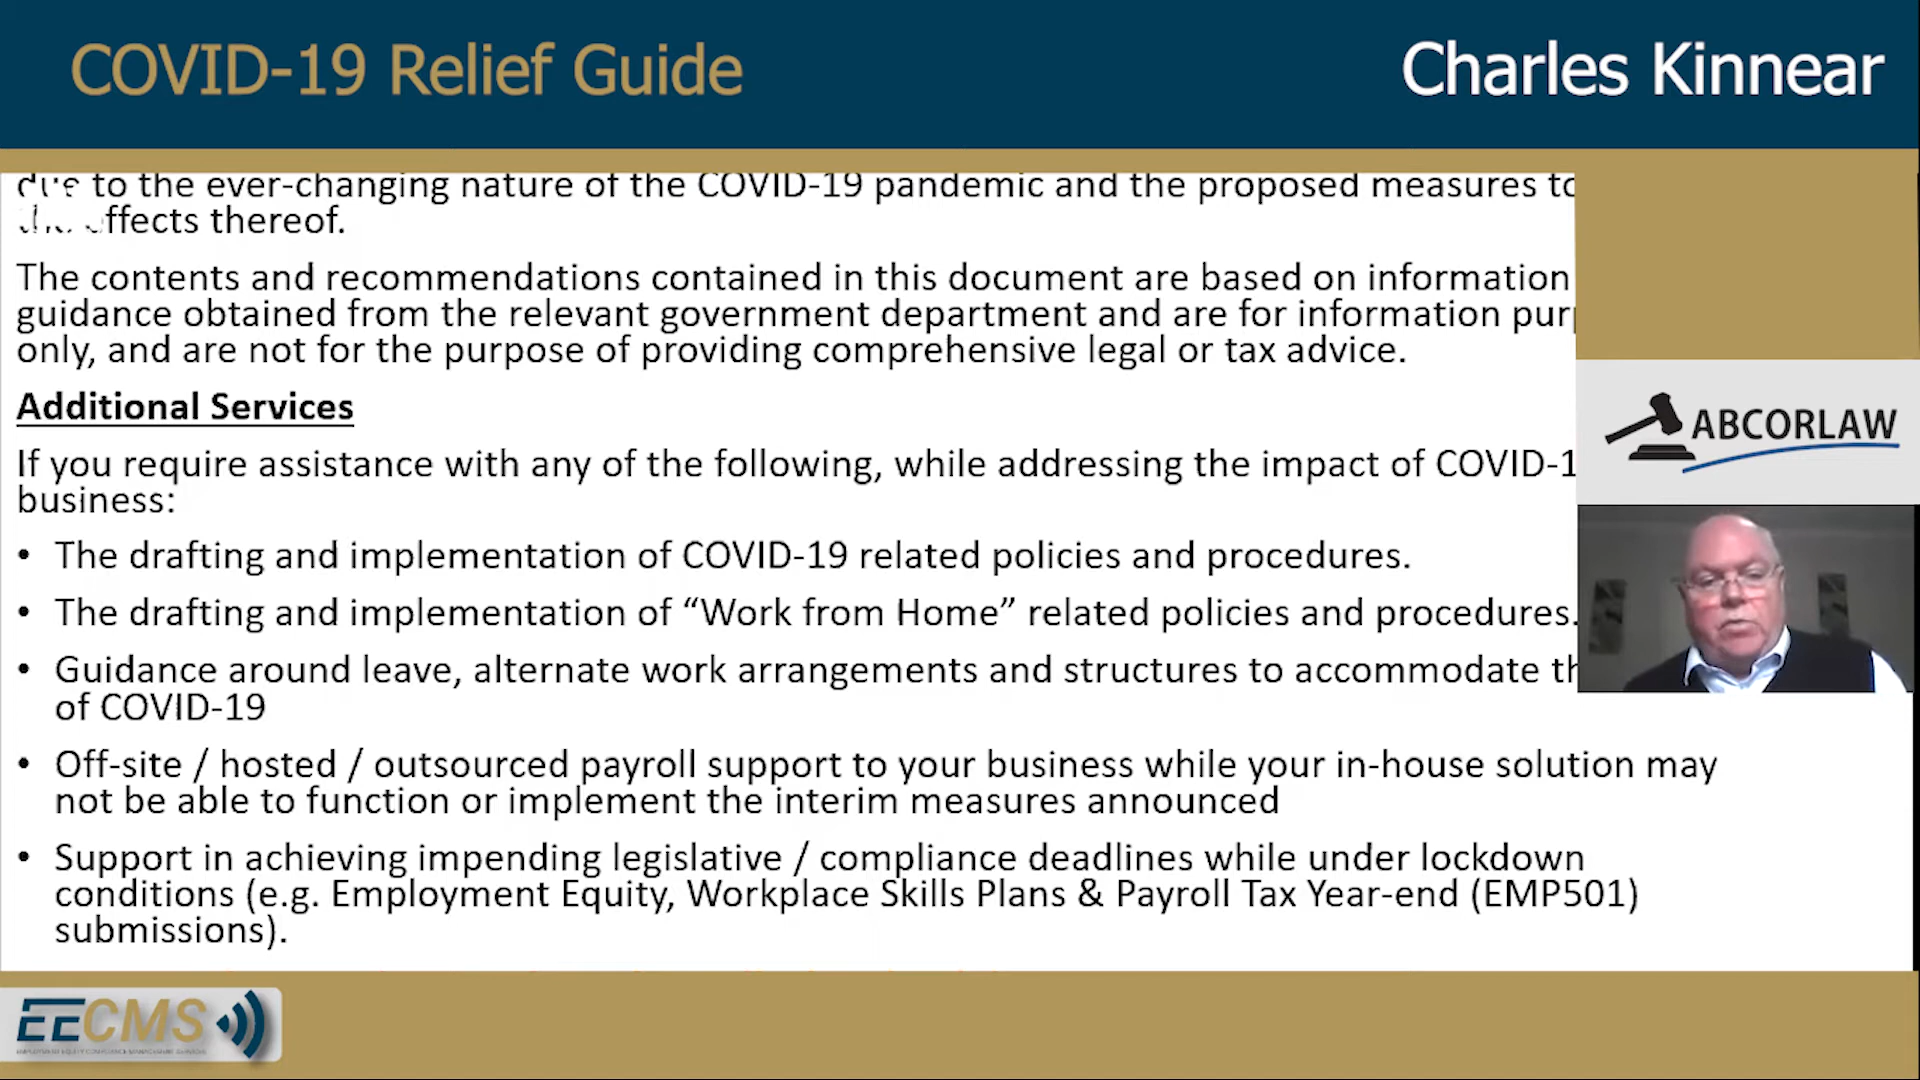 COVID-19 Relief Guide
Charles Kinnear
due to the ever-changing nature of the COVID-19 pandemic and the proposed measures to
the effects thereof.
The contents and recommendations contained in this document are based on information
guidance obtained from the relevant government department and are for information
only, and are not for the purpose of providing comprehensive legal or tax advice.
Additional Services
If you require assistance with any of the following, while addressing the impact of
business:
• The drafting and implementation of COVID-19 related policies and procedures.
• The drafting and implementation of “Work from Home” related policies and procedures.
• Guidance around leave, alternate work arrangements and structures to accommodate
of COVID-19
• Off-site / hosted / outsourced payroll support to your business while your in-house solution may
not be able to function or implement the interim measures announced
• Support in achieving impending legislative / compliance deadlines while under lockdown
conditions (e.g. Employment Equity, Workplace Skills Plans & Payroll Tax Year-end (EMP501)
submissions).
ABCORLAW
EECMS